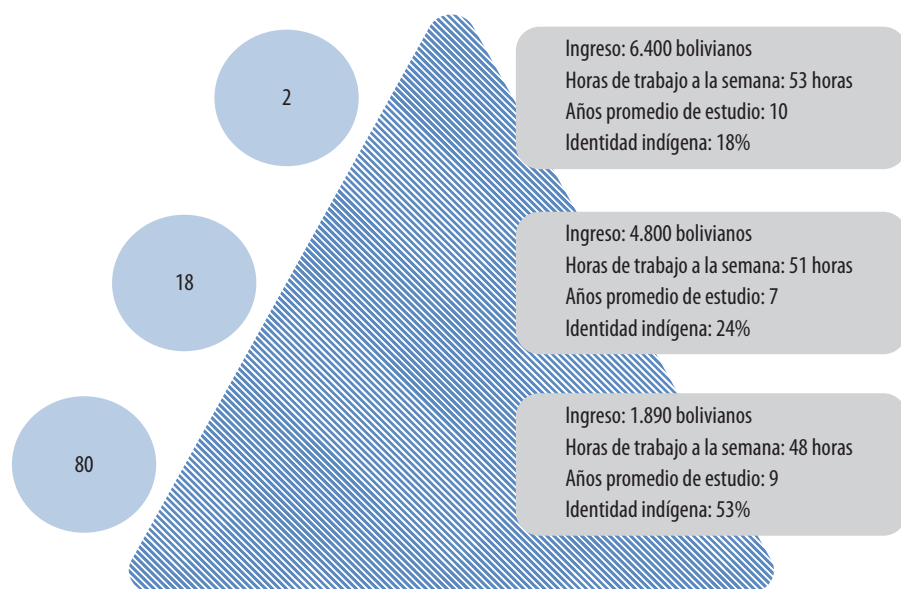 2
Ingreso: 6.400 bolivianos
Horas de trabajo a la semana: 53 horas
Años promedio de estudio: 10
Identidad indígena: 18%
18
Ingreso: 4.800 bolivianos
Horas de trabajo a la semana: 51 horas
Años promedio de estudio: 7
Identidad indígena: 24%
80
Ingreso: 1.890 bolivianos
Horas de trabajo a la semana: 48 horas
Años promedio de estudio: 9
Identidad indígena: 53%